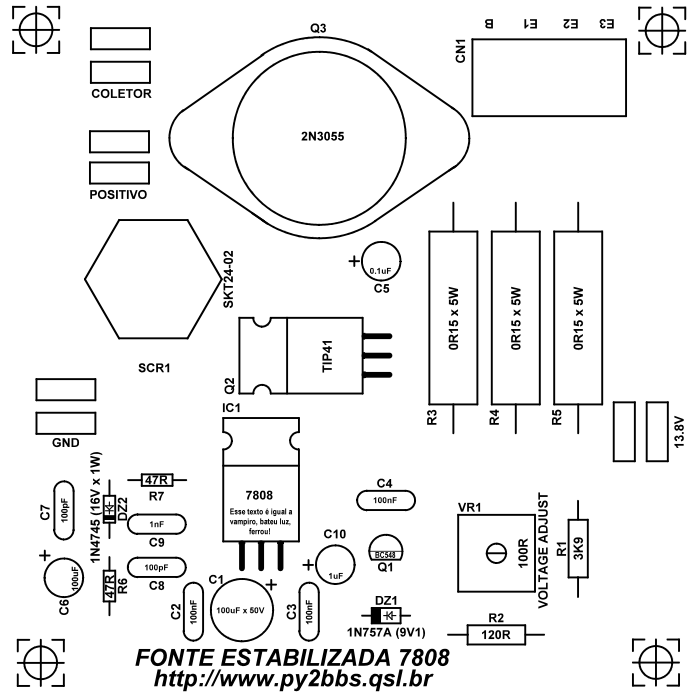 Q3
B E1 E2 E3
CN1
COLETOR
2N3055
POSITIVO
SKT24-02
0.1uF
C5
0R15 x 5W
0R15 x 5W
0R15 x 5W
SCR1
TIP41
Q2
IC1
R3
R4
R5
GND
13.8V
1N4745 (16V x 1W)
7808
Esse texto é igual a
vampiro, bateu luz,
ferrou!
47R
R7
C4
100nF
C7
100pF
DZ2
1nF
C9
VR1
100R
VOLTAGE ADJUST
R1
3K9
C10
1uF
BC548
Q1
100uF
C6
47R
R6
100pF
C8
C2
100nF
C1
100uF x 50V
C3
100nF
DZ1
1N757A (9V1)
R2
120R
FONTE ESTABILIZADA 7808
http://www.py2bbs.qsl.br